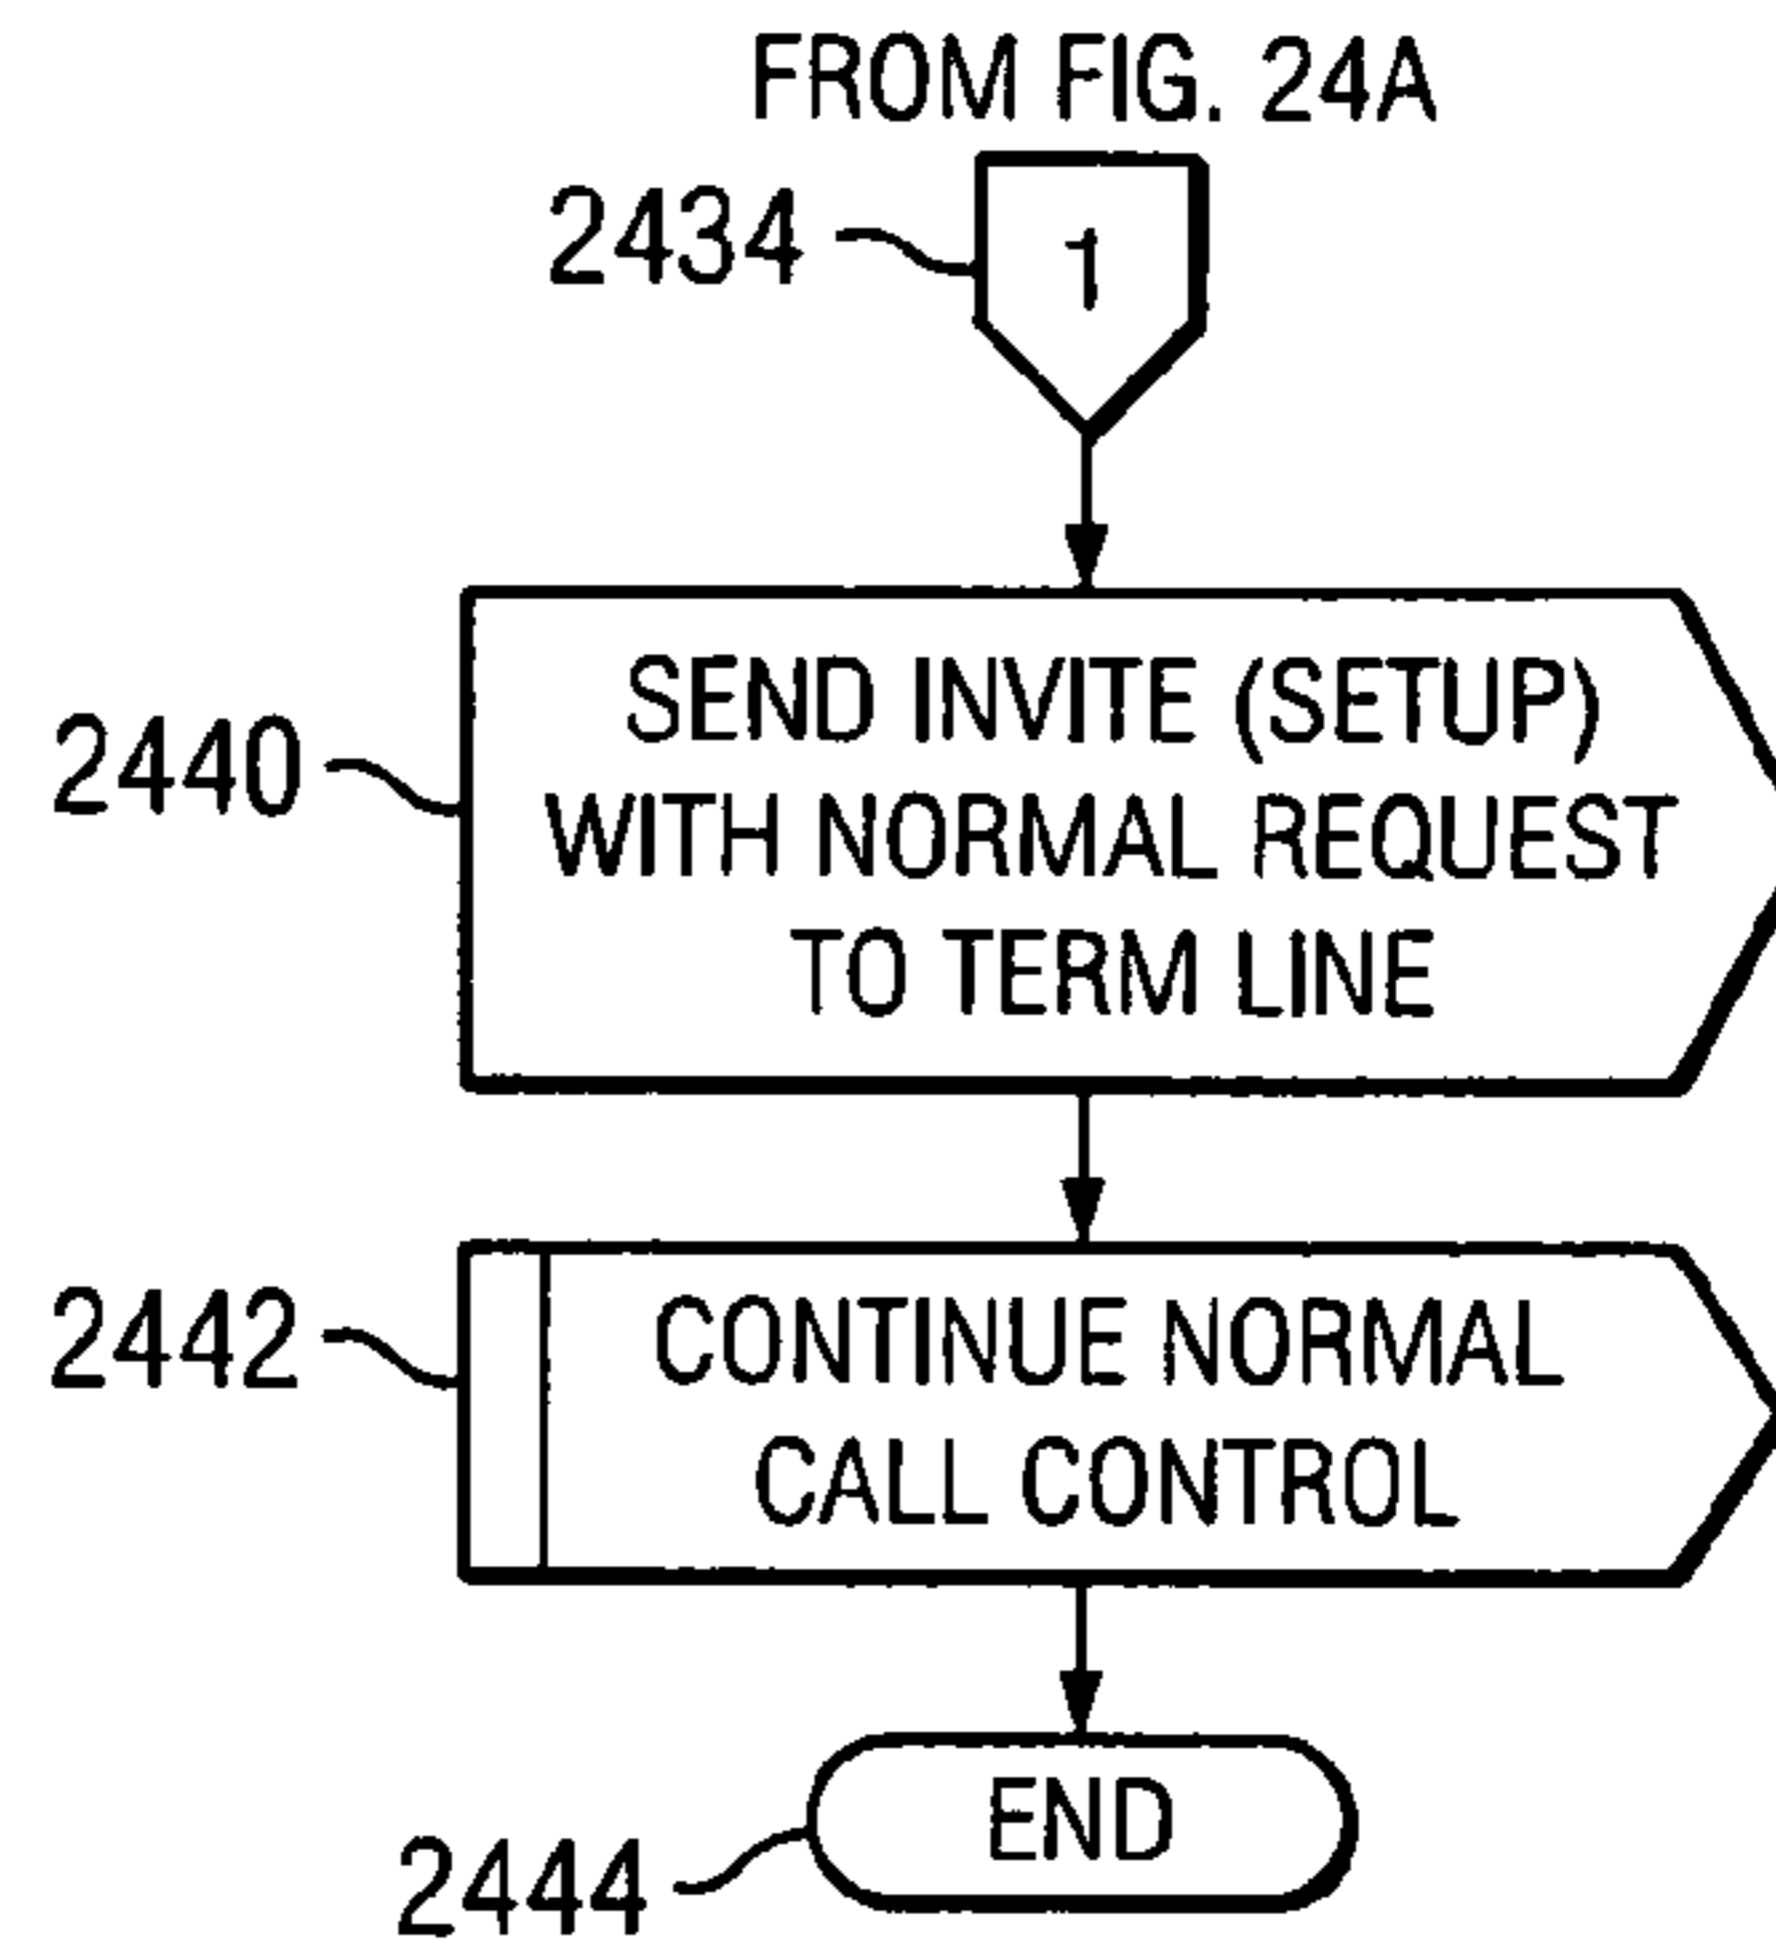 FROM FIG. 24A
2434
1
2440
SEND INVITE (SETUP)
WITH NORMAL REQUEST
TO TERM LINE
2442
CONTINUE NORMAL
CALL CONTROL
END
2444